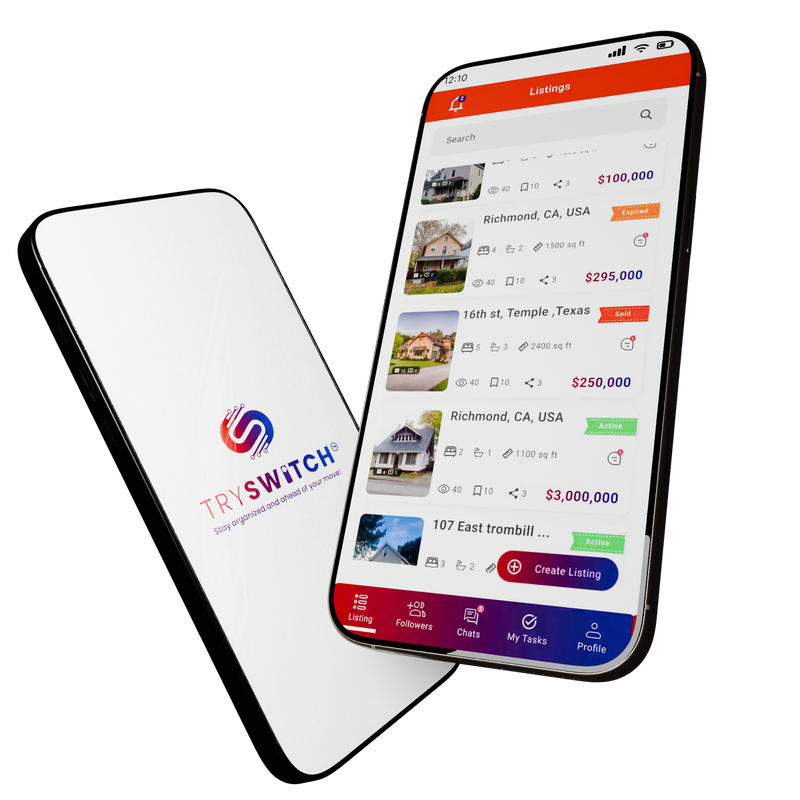 12:10
Listings
2
Search
40 10 3 $100,000
Richmond, CA, USA Expired
4 2 1500 sq ft
40 10 3 $295,000
16th st, Temple ,Texas Sold
5 3 2400 sq ft
40 10 3 $250,000
Richmond, CA, USA Active
2 1 1100 sq ft
40 10 3 $3,000,000
107 East trombill ... Active
3 2
Create Listing
Listing Followers Chats My Tasks Profile
TRYSWITCH
Stay organized and ahead of your move!